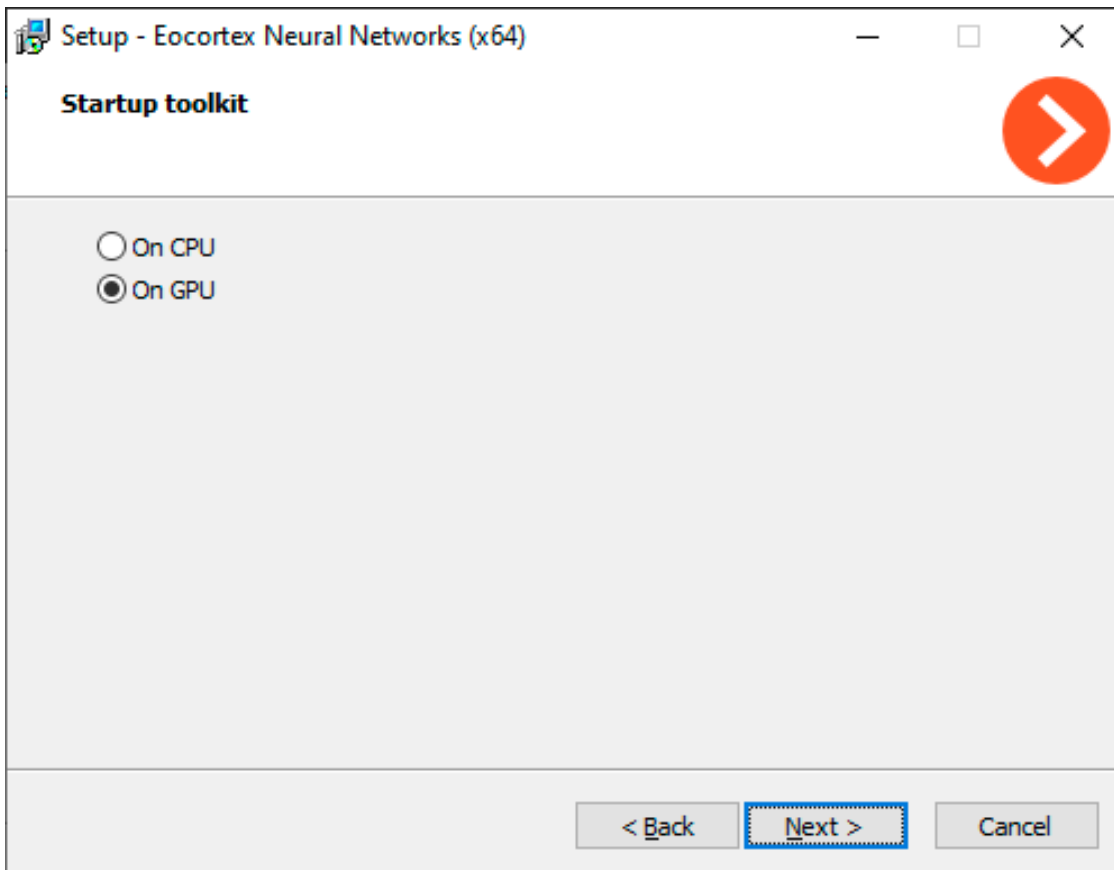 Setup - Eocortex Neural Networks (x64)
Startup toolkit
On CPU
On GPU
< Back Next > Cancel